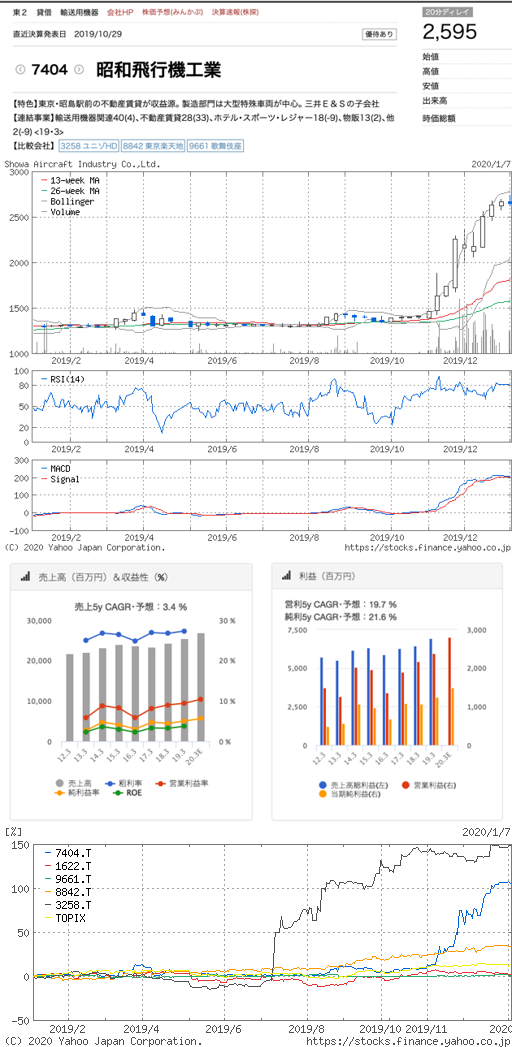 東２ 貸借 輸送用機器 会社HP 株価予想(みんかぶ) 決算速報(株探)
20分ディレイ
2,595
直近決算発表日 2019/10/29
優待あり
始値
高値
安値
出来高
時価総額
7404 昭和飛行機工業
【特色】東京・昭島駅前の不動産賃貸が収益源。製造部門は大型特殊車両が中心。三井Ｅ＆Ｓの子会社
【連結事業】輸送用機器関連40(4)、不動産賃貸28(33)、ホテル・スポーツ・レジャー18(-9)、物販13(2)、他
2(-9) <19・3>
【比較会社】 3258 ユニゾHD 8842 東京楽天地 9661 歌舞伎座
Showa Aircraft Industry Co.,Ltd.
2020/1/7
3000
2500
2000
1500
1000
13-week MA
26-week MA
Bollinger
Volume
2019/2 2019/4 2019/6 2019/8 2019/10 2019/12
100
80
50
20
0
RSI(14)
2019/2 2019/4 2019/6 2019/8 2019/10 2019/12
300
200
100
0
-100
MACD
Signal
2019/2 2019/4 2019/6 2019/8 2019/10 2019/12
(C) 2020 Yahoo Japan Corporation.
https://stocks.finance.yahoo.co.jp
売上高（百万円）＆収益性（%）
売上5y CAGR・予想：3.4 %
30,000
20,000
10,000
0
30 %
20 %
10 %
0 %
12.3 13.3 14.3 15.3 16.3 17.3 18.3 19.3 20.3E
売上高 粗利率 営業利益率
純利益率 ROE
利益（百万円）
営利5y CAGR・予想：19.7 %
純利5y CAGR・予想：21.6 %
7,500
5,000
2,500
0
3,000
2,000
1,000
0
12.3 13.3 14.3 15.3 16.3 17.3 18.3 19.3 20.3E
売上高総利益(左) 営業利益(右)
当期純利益(右)
[%]
2020/1/7
150
100
50
0
-50
7404.T
1622.T
9661.T
8842.T
3258.T
TOPIX
2019/2 2019/4 2019/6 2019/8 2019/10 2019/11 2020
(C) 2020 Yahoo Japan Corporation.
https://stocks.finance.yahoo.co.jp